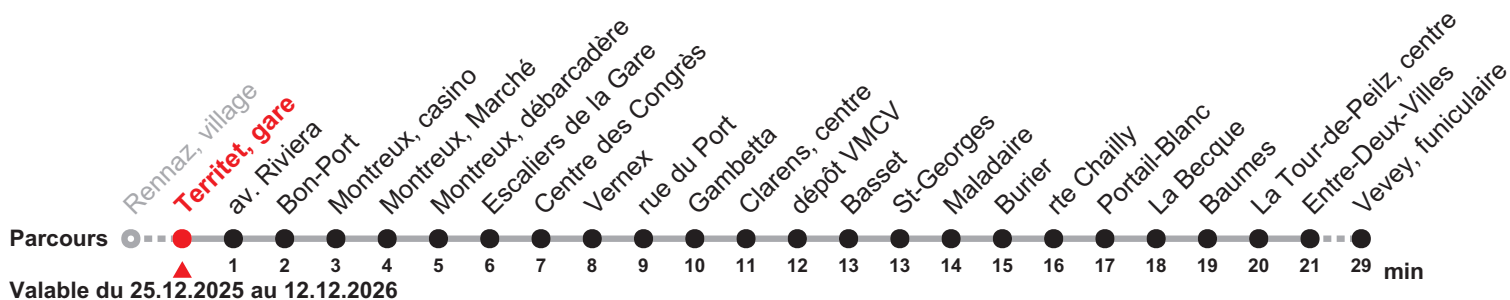 Rennaz, village
Territet, gare
av. Riviera
Bon-Port
Montreux, casino
Montreux, Marché
Montreux, débarcadère
Escaliers de la Gare
Centre des Congrès
Vernex
rue du Port
Gambetta
Clarens, centre
dépôt VMCV
Basset
St-Georges
Maladaire
Burier
rte Chailly
Portail-Blanc
La Becque
Baumes
La Tour-de-Peilz, centre
Entre-Deux-Villes
Vevey, funiculaire
Parcours
1 2 3 4 5 6 7 8 9 10 11 12 13 13 14 15 16 17 18 19 20 21 29 min
Valable du 25.12.2025 au 12.12.2026